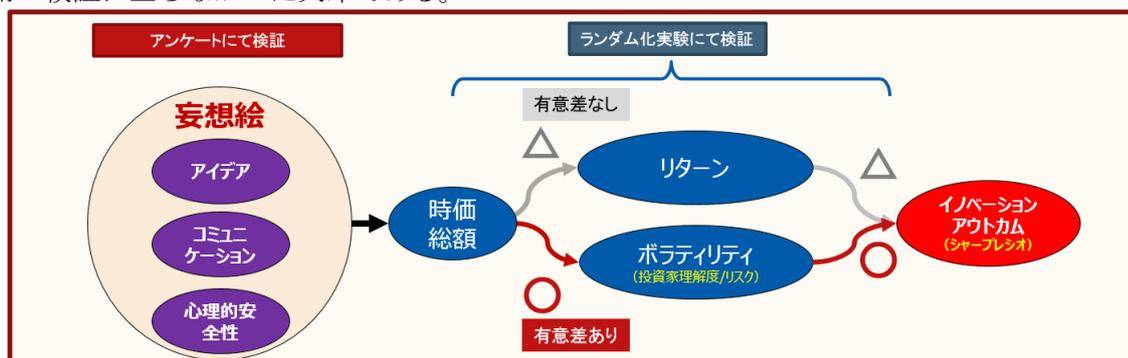 アンケートにて検証
ランダム化実験にて検証
有意差なし
妄想絵
アイデア
コミュニ
ケーション
心理的安
全性
時価
総額
リターン
ボラティリティ
(投資家理解度/リスク)
イノベーション
アウトカム
(シャープレシオ)
有意差あり